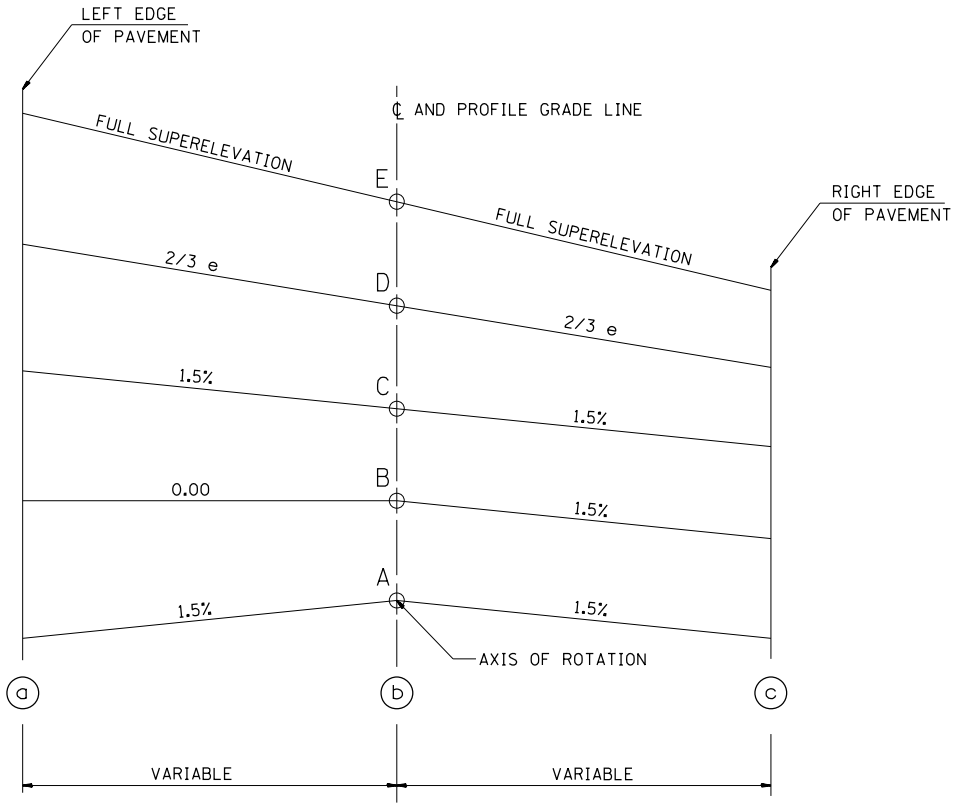 LEFT EDGE
OF PAVEMENT
℄ AND PROFILE GRADE LINE
FULL SUPERELEVATION
E
RIGHT EDGE
OF PAVEMENT
FULL SUPERELEVATION
2/3 e
D
2/3 e
1.5%
C
1.5%
0.00
B
1.5%
A
1.5%
1.5%
AXIS OF ROTATION
a
b
c
VARIABLE
VARIABLE